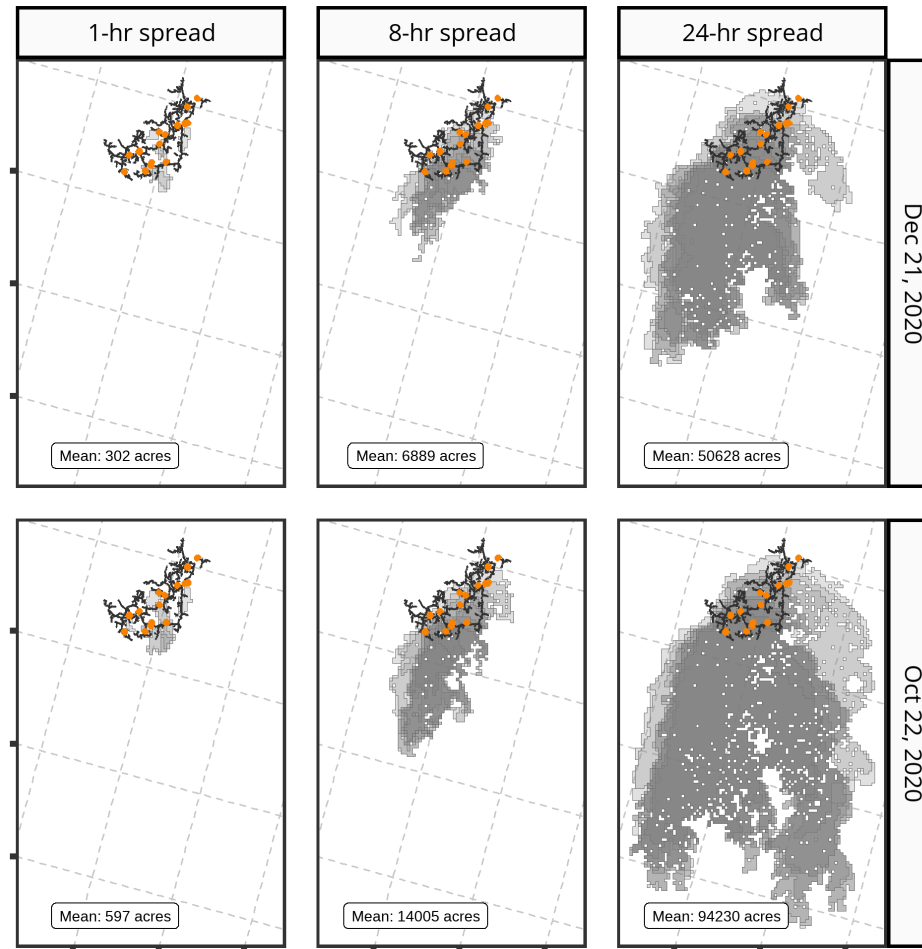 1-hr spread
8-hr spread
24-hr spread
Dec 21, 2020
Mean: 302 acres
Mean: 6889 acres
Mean: 50628 acres
Oct 22, 2020
Mean: 597 acres
Mean: 14005 acres
Mean: 94230 acres